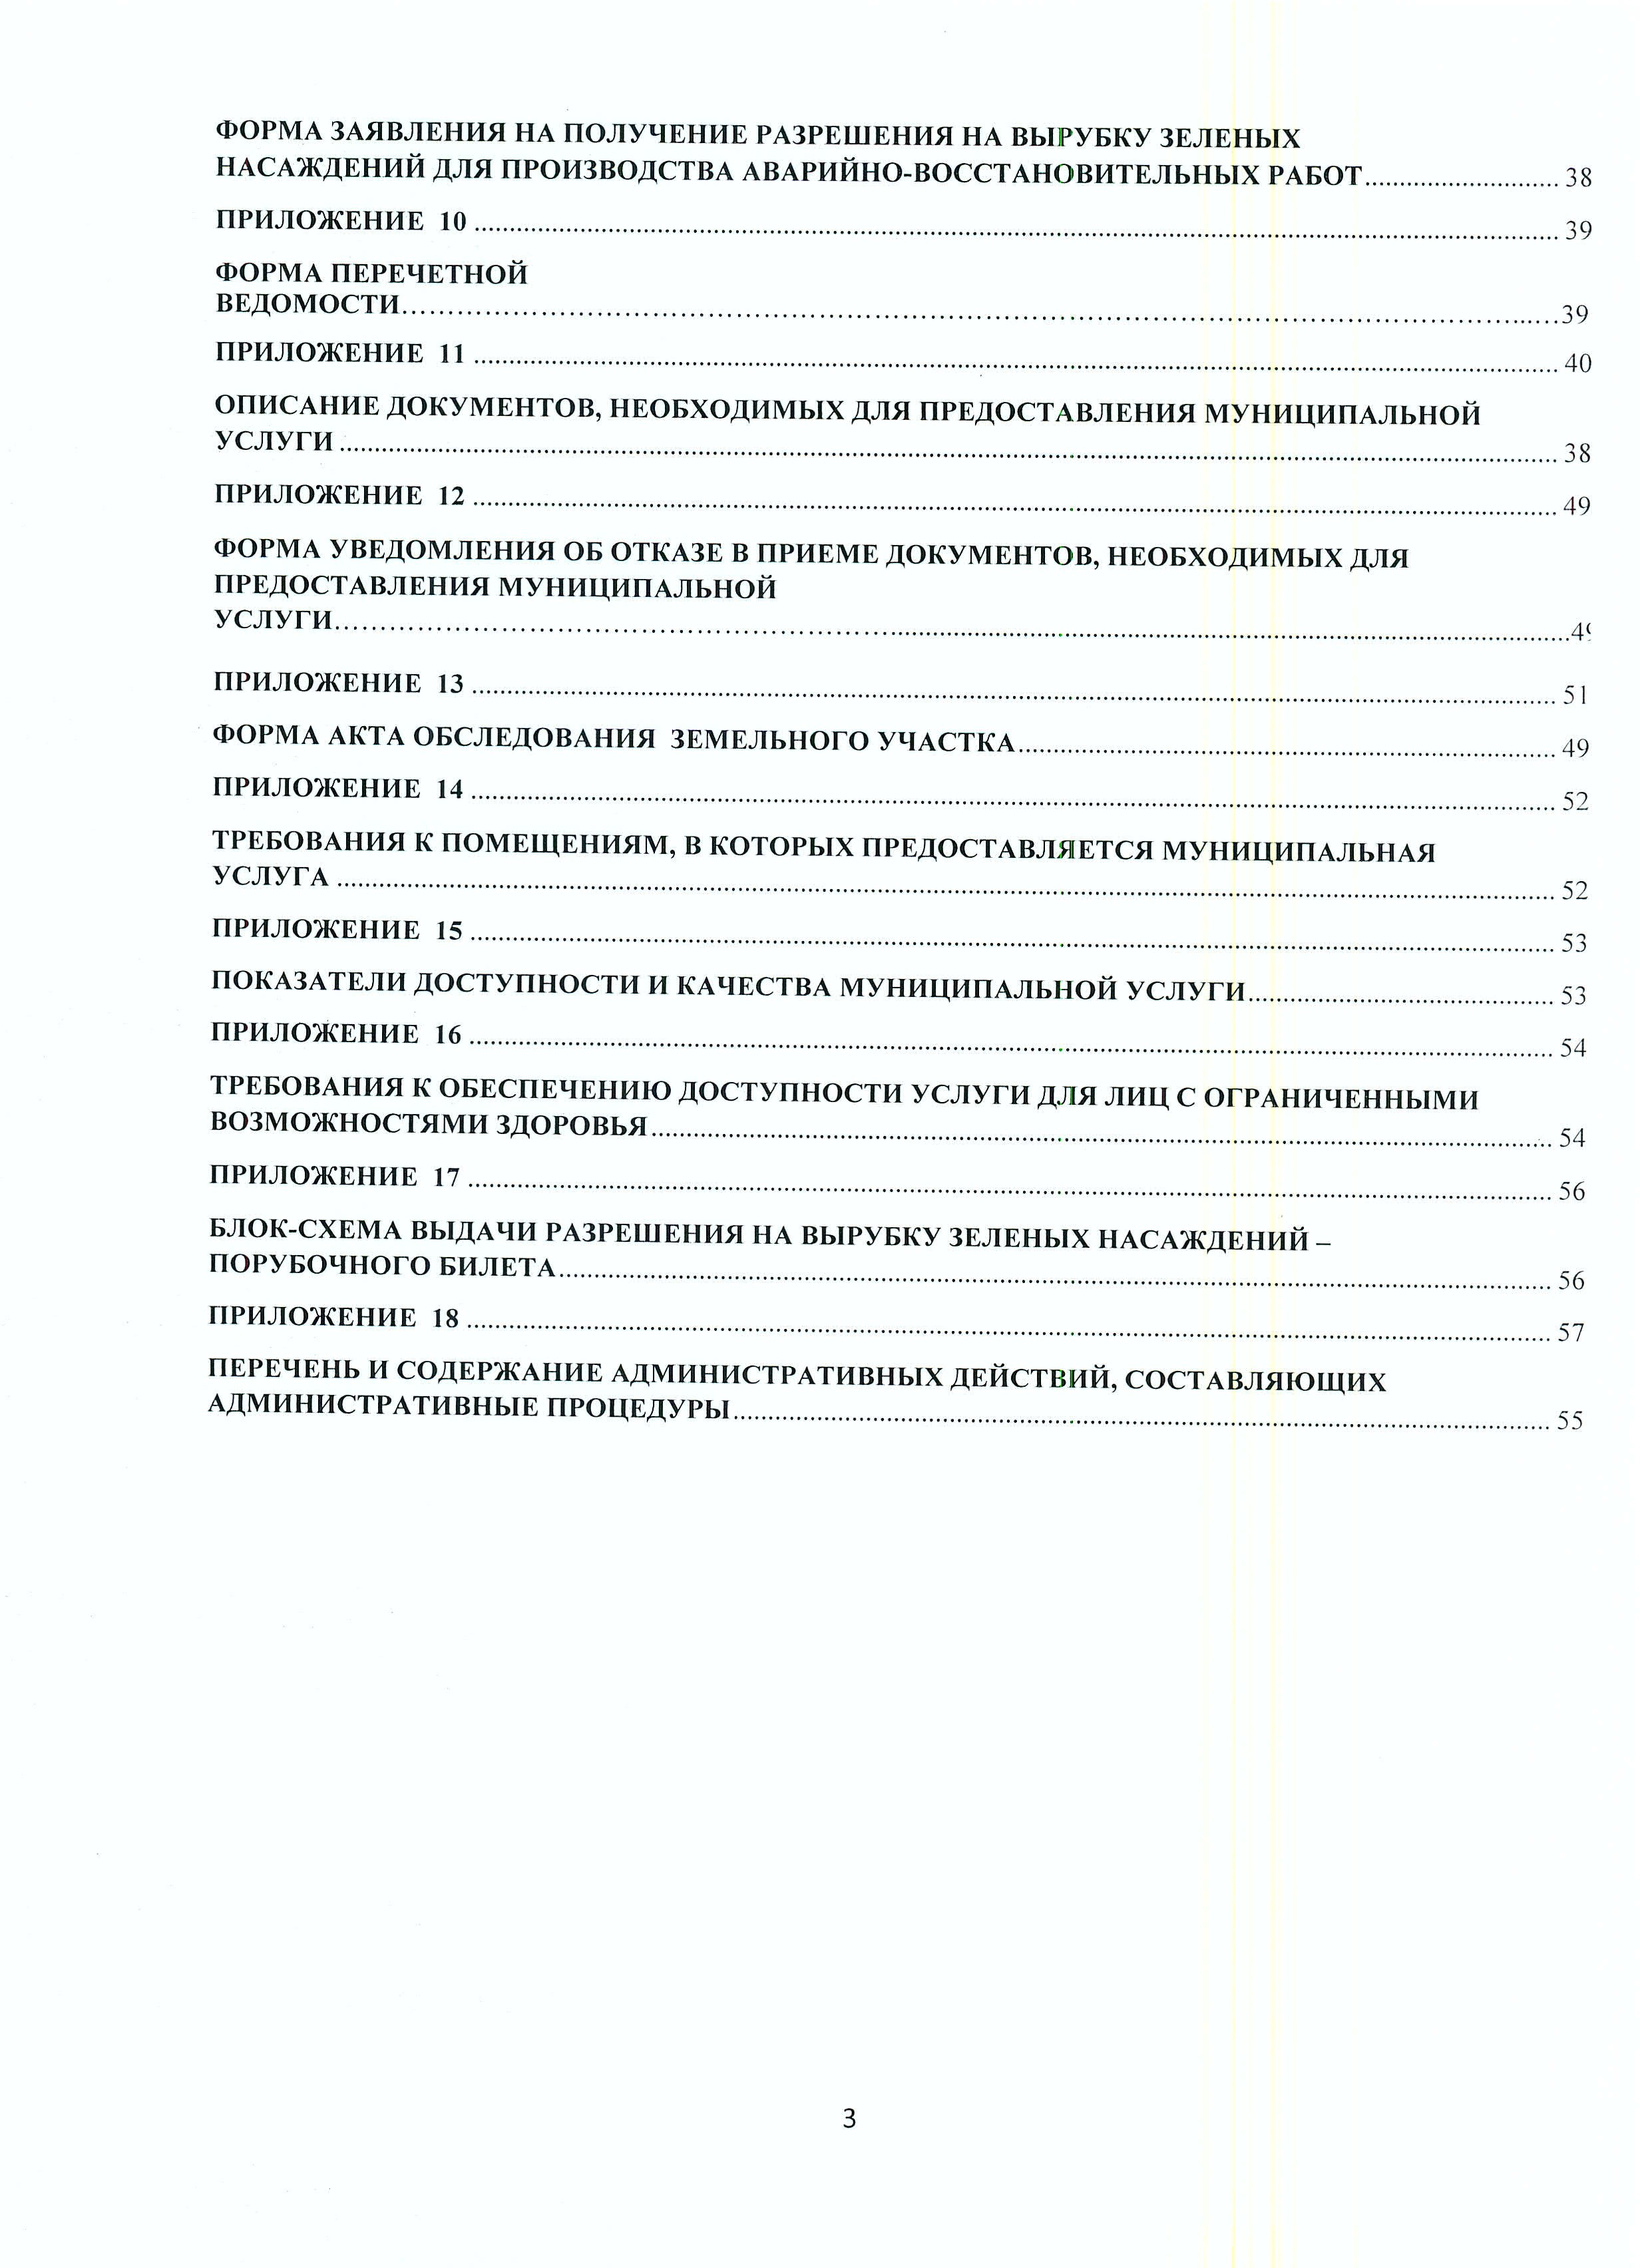 ФОРМА ЗАЯВЛЕНИЯ НА ПОЛУЧЕНИЕ РАЗРЕШЕНИЯ НА ВЫРУБКУ ЗЕЛЕНЫХ
НАСАЖДЕНИЙ ДЛЯ ПРОИЗВОДСТВА АВАРИЙНО-ВОССТАНОВИТЕЛЬНЫХ РАБОТ ... 38
ПРИЛОЖЕНИЕ 10 ... 39
ФОРМА ПЕРЕЧЕТНОЙ
ВЕДОМОСТИ ... 39
ПРИЛОЖЕНИЕ 11 ... 40
ОПИСАНИЕ ДОКУМЕНТОВ, НЕОБХОДИМЫХ ДЛЯ ПРЕДОСТАВЛЕНИЯ МУНИЦИПАЛЬНОЙ
УСЛУГИ ... 38
ПРИЛОЖЕНИЕ 12 ... 49
ФОРМА УВЕДОМЛЕНИЯ ОБ ОТКАЗЕ В ПРИЕМЕ ДОКУМЕНТОВ, НЕОБХОДИМЫХ ДЛЯ
ПРЕДОСТАВЛЕНИЯ МУНИЦИПАЛЬНОЙ
УСЛУГИ ... 49
ПРИЛОЖЕНИЕ 13 ... 51
ФОРМА АКТА ОБСЛЕДОВАНИЯ ЗЕМЕЛЬНОГО УЧАСТКА ... 49
ПРИЛОЖЕНИЕ 14 ... 52
ТРЕБОВАНИЯ К ПОМЕЩЕНИЯМ, В КОТОРЫХ ПРЕДОСТАВЛЯЕТСЯ МУНИЦИПАЛЬНАЯ
УСЛУГА ... 52
ПРИЛОЖЕНИЕ 15 ... 53
ПОКАЗАТЕЛИ ДОСТУПНОСТИ И КАЧЕСТВА МУНИЦИПАЛЬНОЙ УСЛУГИ ... 53
ПРИЛОЖЕНИЕ 16 ... 54
ТРЕБОВАНИЯ К ОБЕСПЕЧЕНИЮ ДОСТУПНОСТИ УСЛУГИ ДЛЯ ЛИЦ С ОГРАНИЧЕННЫМИ
ВОЗМОЖНОСТЯМИ ЗДОРОВЬЯ ... 54
ПРИЛОЖЕНИЕ 17 ... 56
БЛОК-СХЕМА ВЫДАЧИ РАЗРЕШЕНИЯ НА ВЫРУБКУ ЗЕЛЕНЫХ НАСАЖДЕНИЙ –
ПОРУБОЧНОГО БИЛЕТА ... 56
ПРИЛОЖЕНИЕ 18 ... 57
ПЕРЕЧЕНЬ И СОДЕРЖАНИЕ АДМИНИСТРАТИВНЫХ ДЕЙСТВИЙ, СОСТАВЛЯЮЩИХ
АДМИНИСТРАТИВНЫЕ ПРОЦЕДУРЫ ... 55
3